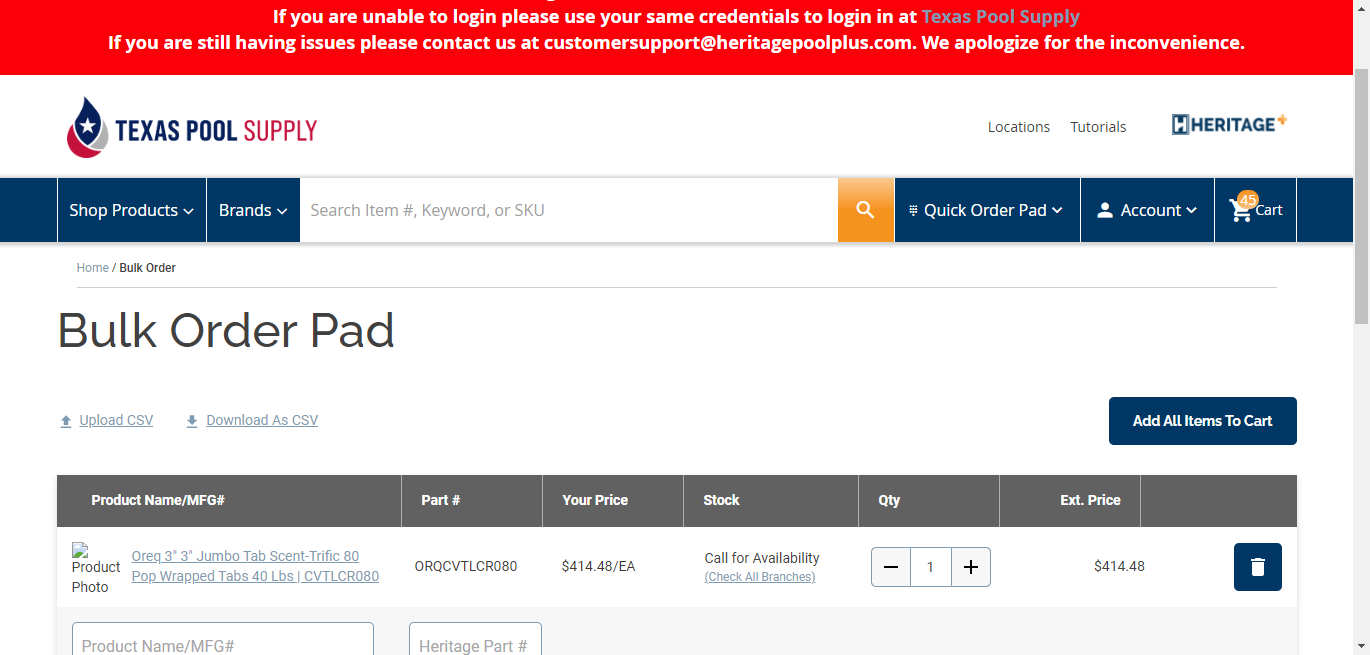 If you are unable to login please use your same credentials to login in at Texas Pool Supply
If you are still having issues please contact us at customersupport@heritagepoolplus.com. We apologize for the inconvenience.
TEXAS POOL SUPPLY
Locations Tutorials HERITAGE+
Shop Products Brands Search Item #, Keyword, or SKU Quick Order Pad Account 45 Cart
Home / Bulk Order
Bulk Order Pad
Upload CSV Download As CSV Add All Items To Cart
Product Name/MFG# Part # Your Price Stock Qty Ext. Price
Product Photo
Oreq 3" 3" Jumbo Tab Scent-Trific 80
Pop Wrapped Tabs 40 Lbs | CVTLCR080
ORQCVTLCR080 $414.48/EA
Call for Availability
(Check All Branches)
1 $414.48
Product Name/MFG# Heritage Part #